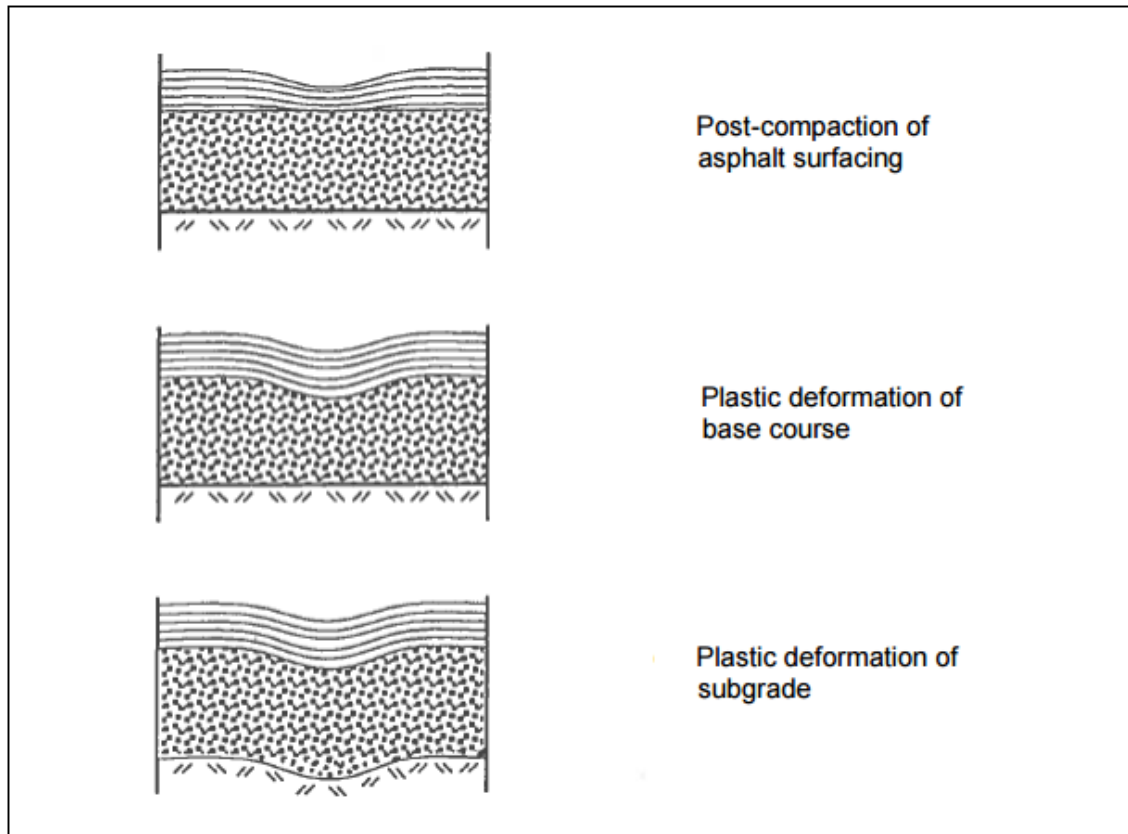 Post-compaction of
asphalt surfacing
Plastic deformation of
base course
Plastic deformation of
subgrade